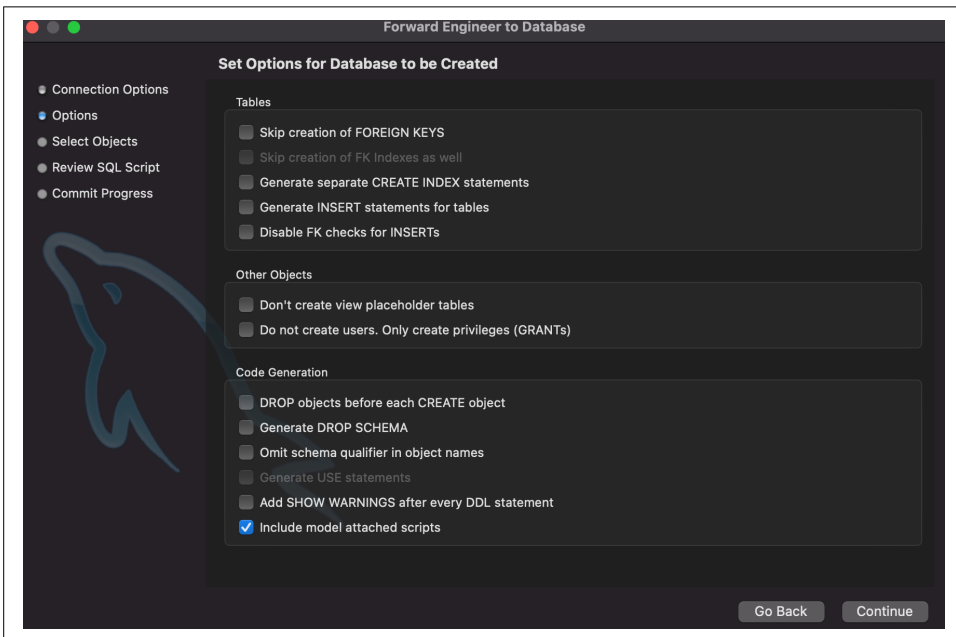 Forward Engineer to Database
Set Options for Database to be Created
Connection Options
Options
Select Objects
Review SQL Script
Commit Progress
Tables
Skip creation of FOREIGN KEYS
Skip creation of FK Indexes as well
Generate separate CREATE INDEX statements
Generate INSERT statements for tables
Disable FK checks for INSERTs
Other Objects
Don't create view placeholder tables
Do not create users. Only create privileges (GRANTs)
Code Generation
DROP objects before each CREATE object
Generate DROP SCHEMA
Omit schema qualifier in object names
Generate USE statements
Add SHOW WARNINGS after every DDL statement
Include model attached scripts
Go Back Continue